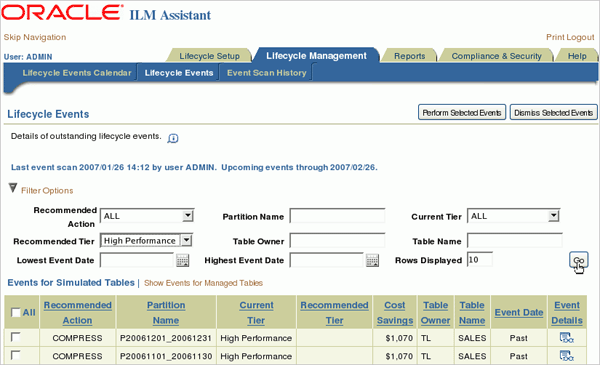 ORACLE ILM Assistant
Skip Navigation Print Logout
User: ADMIN Lifecycle Setup Lifecycle Management Reports Compliance & Security Help
Lifecycle Events Calendar Lifecycle Events Event Scan History
Lifecycle Events Perform Selected Events Dismiss Selected Events
Details of outstanding lifecycle events.
Last event scan 2007/01/26 14:12 by user ADMIN. Upcoming events through 2007/02/26.
Filter Options
Recommended Action ALL Partition Name Current Tier ALL
Recommended Tier High Performance Table Owner Table Name
Lowest Event Date Highest Event Date Rows Displayed 10 Go
Events for Simulated Tables | Show Events for Managed Tables
All Recommended Action Partition Name Current Tier Recommended Tier Cost Savings Table Owner Table Name Event Date Event Details
COMPRESS P20061201_20061231 High Performance $1,070 TL SALES Past
COMPRESS P20061101_20061130 High Performance $1,070 TL SALES Past